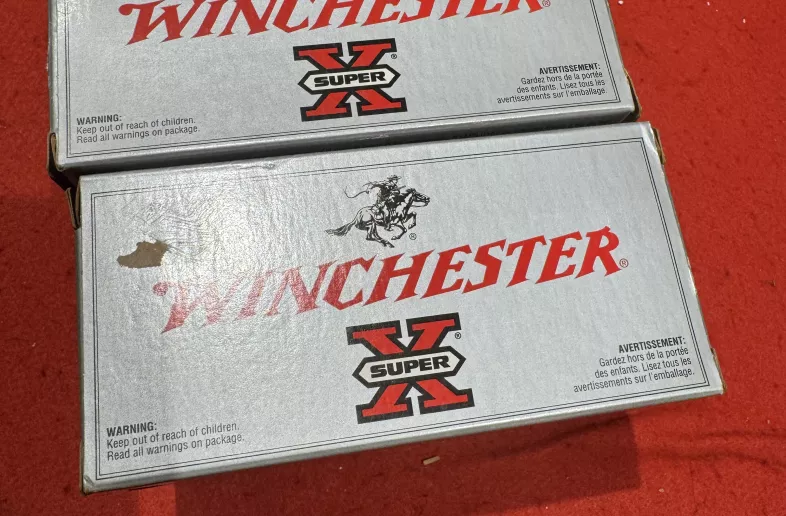 WINCHESTER®
SUPER X®
WARNING:
Keep out of reach of children.
Read all warnings on package.
AVERTISSEMENT:
Gardez hors de la portée
des enfants. Lisez tous les
avertissements sur l'emballage.
®
WINCHESTER®
SUPER X®
WARNING:
Keep out of reach of children.
Read all warnings on package.
AVERTISSEMENT:
Gardez hors de la portée
des enfants. Lisez tous les
avertissements sur l'emballage.